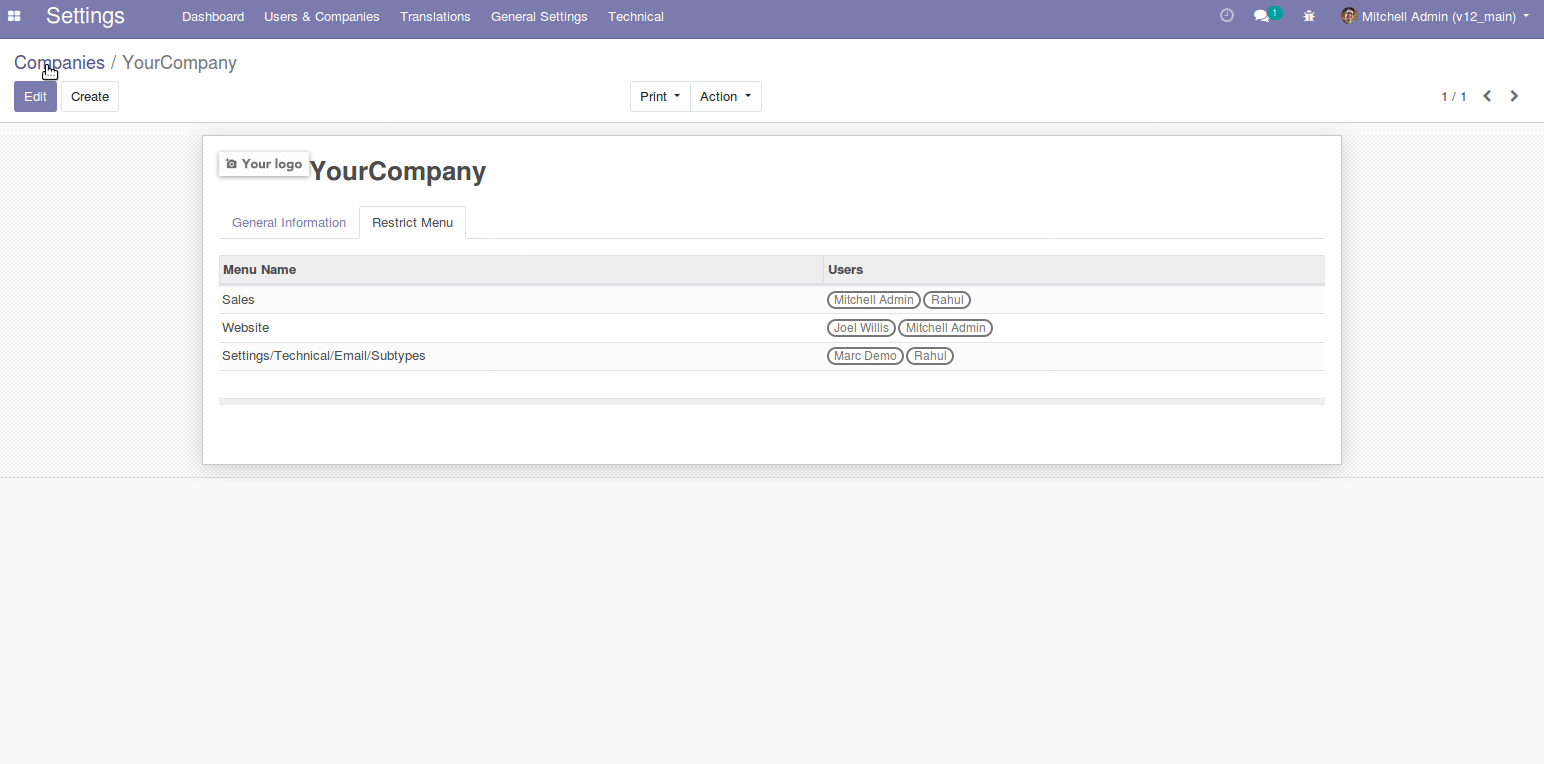 Settings Dashboard Users & Companies Translations General Settings Technical 1 Mitchell Admin (v12_main)
Companies / YourCompany
Edit Create Print Action 1 / 1
Your logo YourCompany
General Information Restrict Menu
Menu Name Users
Sales Mitchell Admin Rahul
Website Joel Willis Mitchell Admin
Settings/Technical/Email/Subtypes Marc Demo Rahul